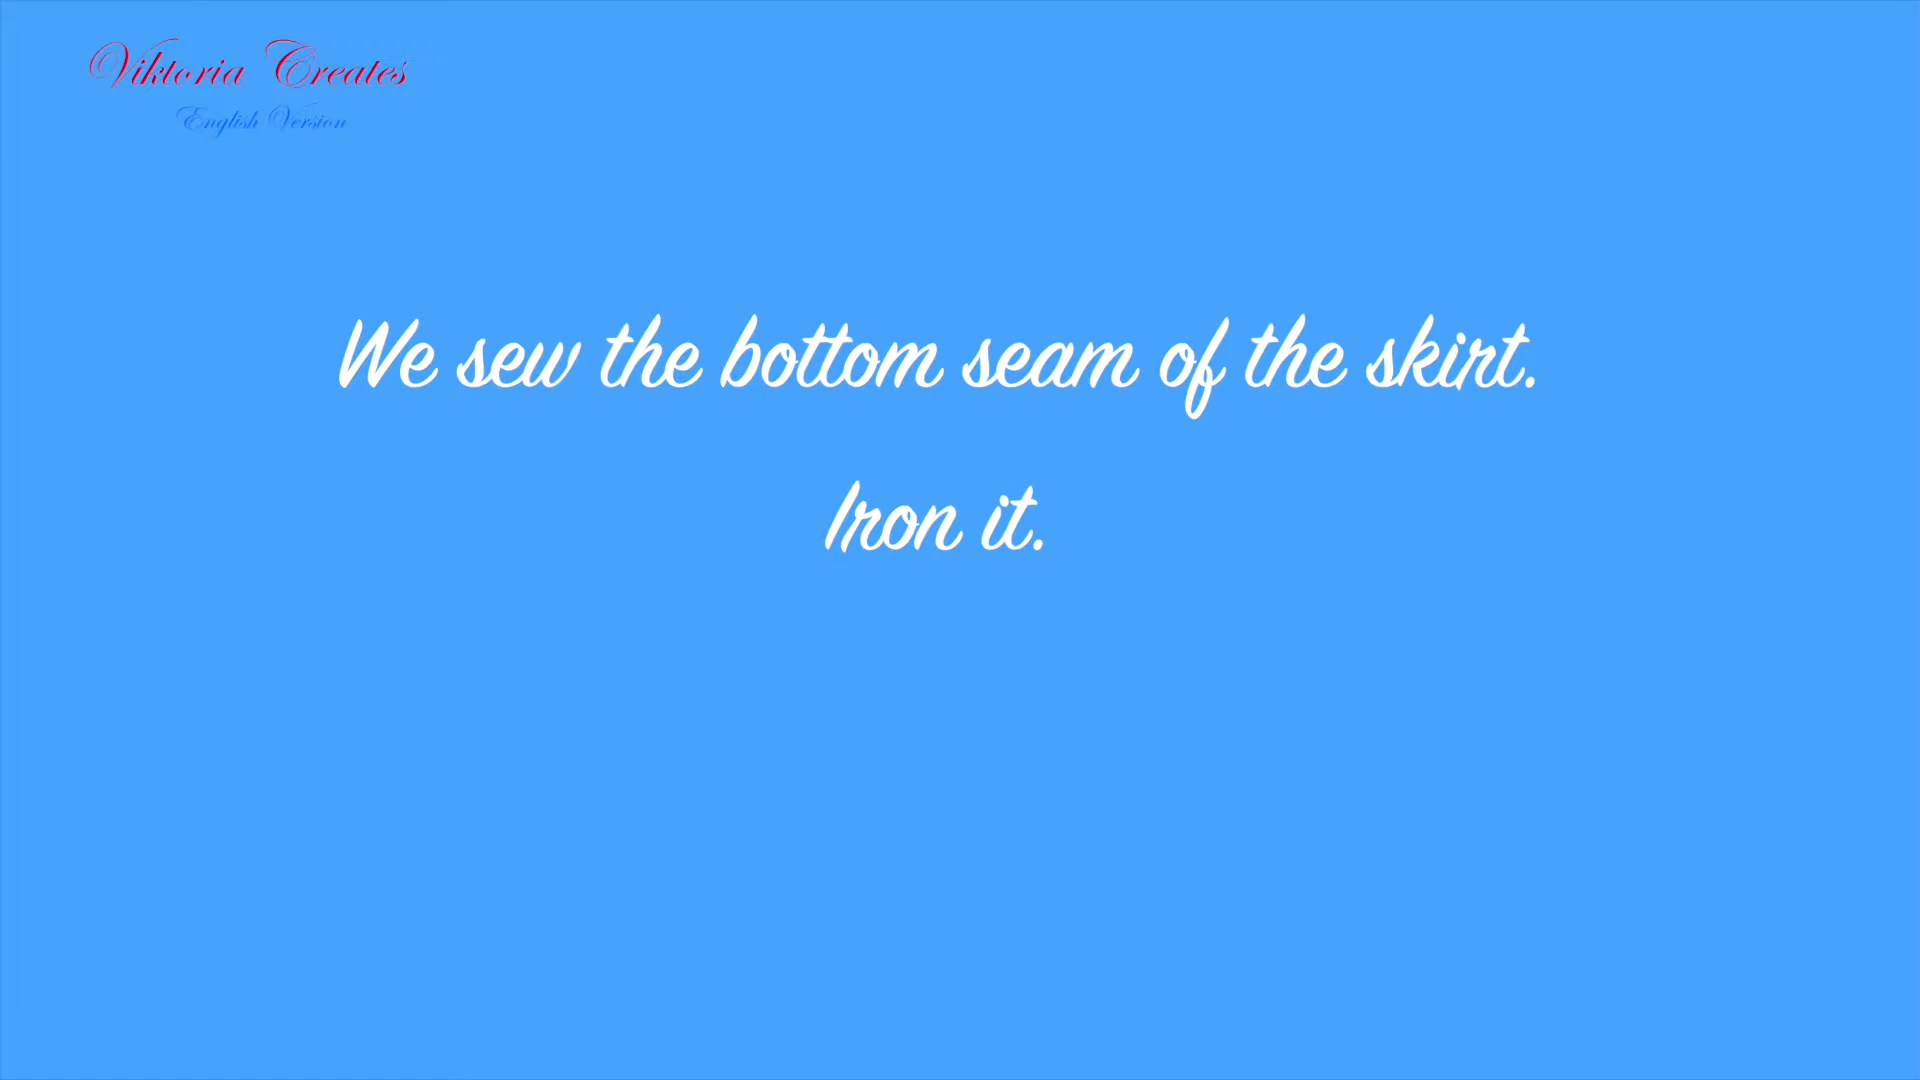 Viktoria Creates
English Version
We sew the bottom seam of the skirt.
Iron it.